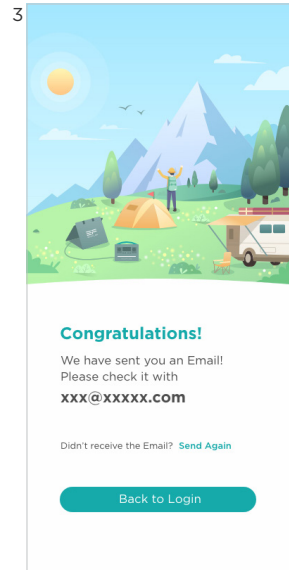 3
Congratulations!
We have sent you an Email!
Please check it with
xxx@xxxxx.com
Didn't receive the Email? Send Again
Back to Login